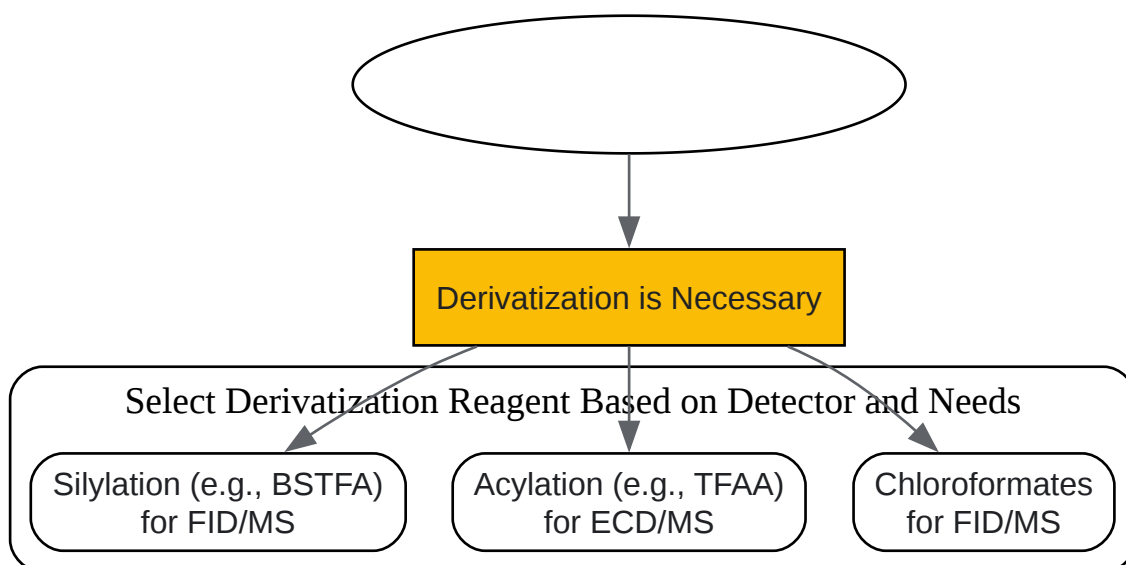 Derivatization is Necessary
Select Derivatization Reagent Based on Detector and Needs
Silylation (e.g., BSTFA)
for FID/MS
Acylation (e.g., TFAA)
for ECD/MS
Chloroformates
for FID/MS